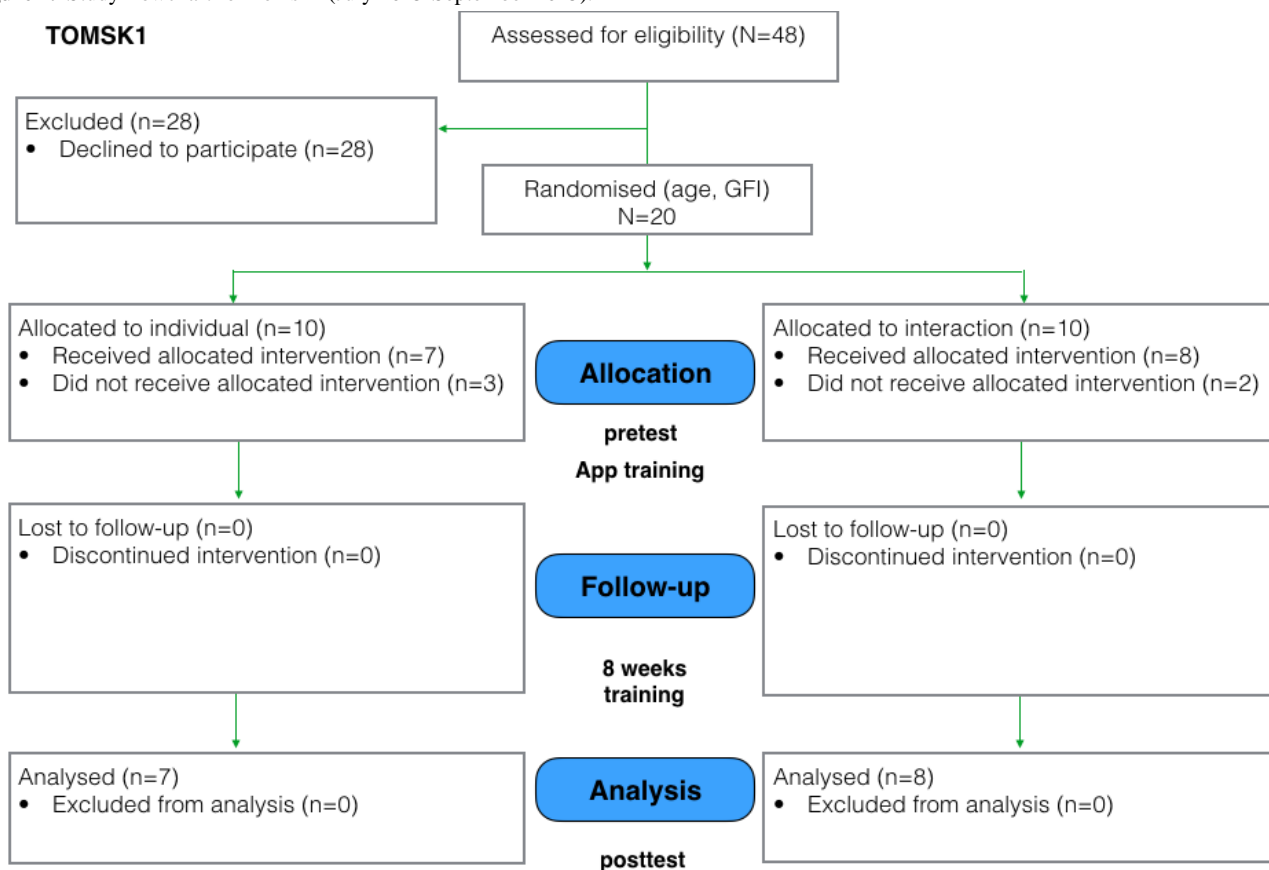 TOMSK1
Assessed for eligibility (N=48)
Excluded (n=28)
• Declined to participate (n=28)
Randomised (age, GFI)
N=20
Allocated to individual (n=10)
• Received allocated intervention (n=7)
• Did not receive allocated intervention (n=3)
Allocation
pretest
App training
Allocated to interaction (n=10)
• Received allocated intervention (n=8)
• Did not receive allocated intervention (n=2)
Lost to follow-up (n=0)
• Discontinued intervention (n=0)
Follow-up
8 weeks
training
Lost to follow-up (n=0)
• Discontinued intervention (n=0)
Analysed (n=7)
• Excluded from analysis (n=0)
Analysis
posttest
Analysed (n=8)
• Excluded from analysis (n=0)